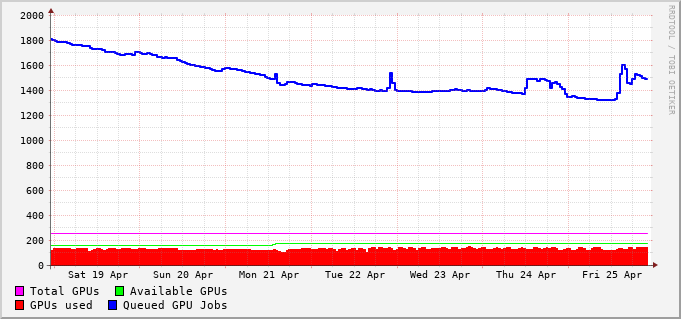 2000
1800
1600
1400
1200
1000
800
600
400
200
0
Sat 19 Apr Sun 20 Apr Mon 21 Apr Tue 22 Apr Wed 23 Apr Thu 24 Apr Fri 25 Apr
Total GPUs Available GPUs
GPUs used Queued GPU Jobs
RRDTOOL / TOBI OETIKER